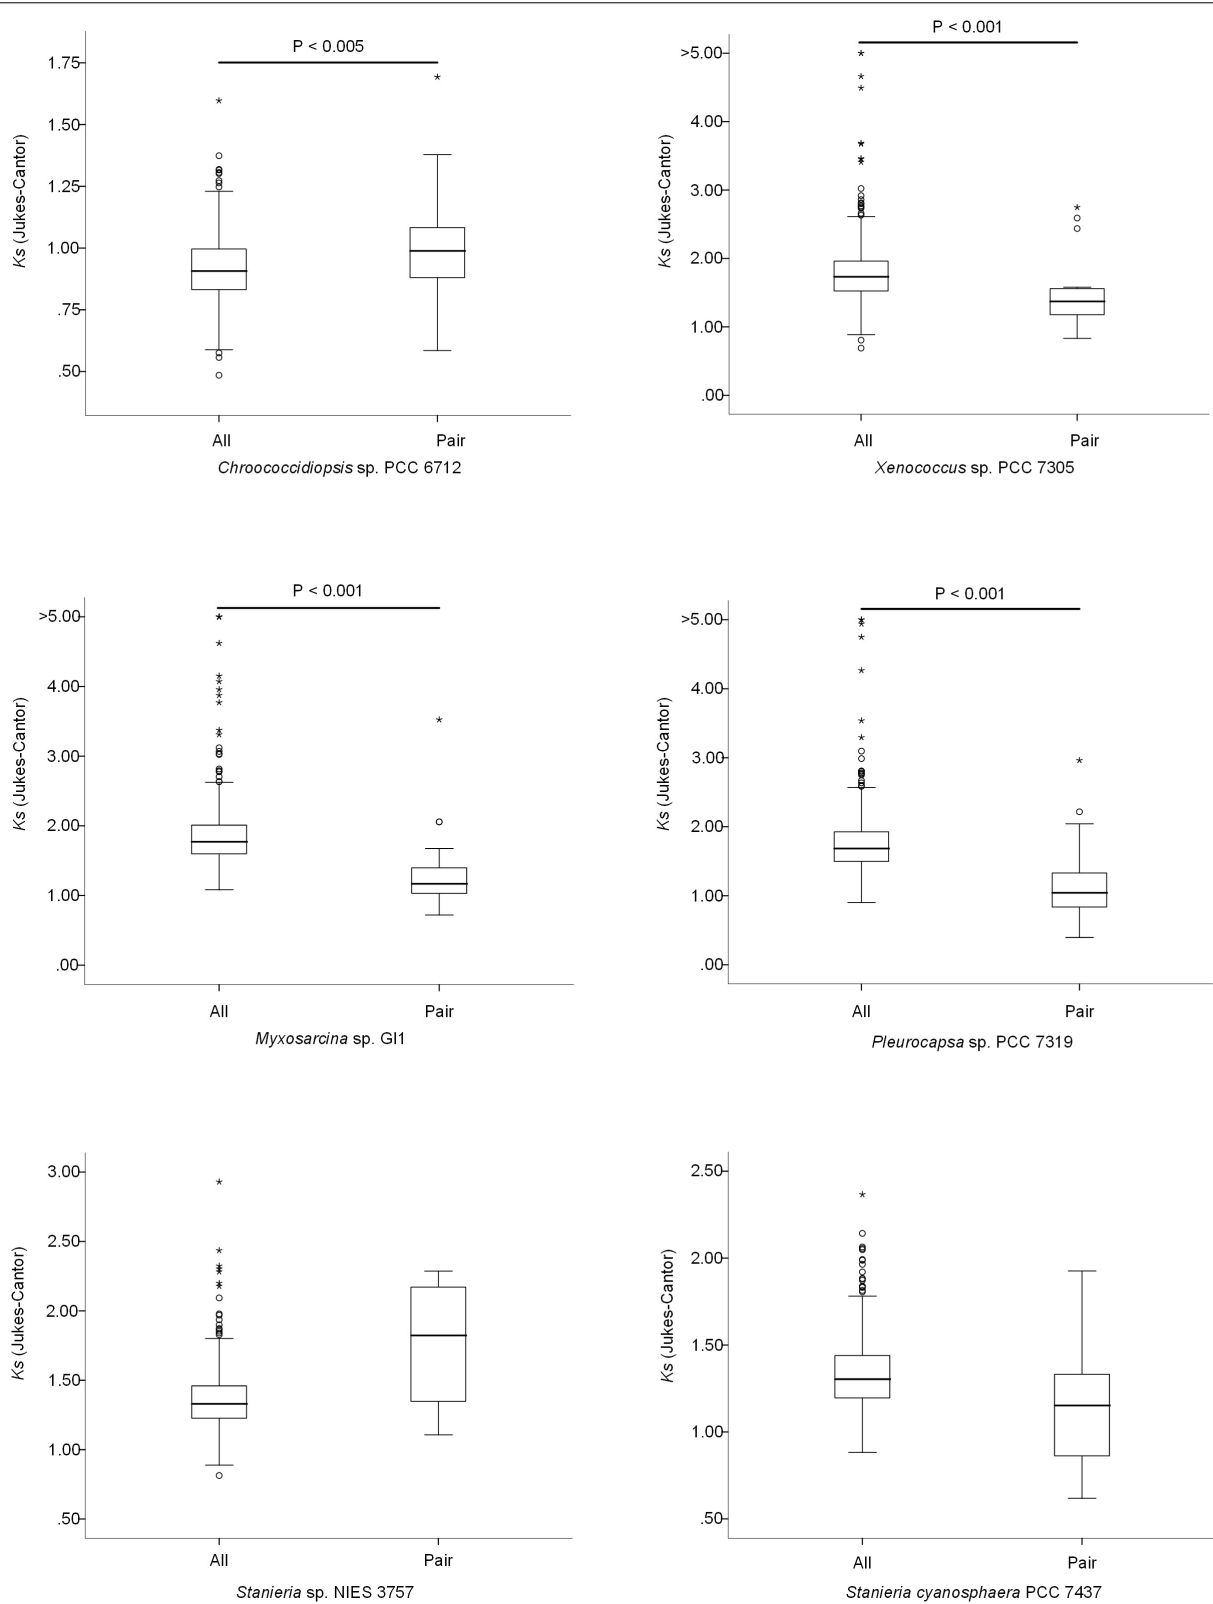 P < 0.005
1.75
1.50
1.25
1.00
.75
.50
Ks (Jukes-Cantor)
All Pair
Chroococcidiopsis sp. PCC 6712
P < 0.001
>5.00
4.00
3.00
2.00
1.00
.00
Ks (Jukes-Cantor)
All Pair
Xenococcus sp. PCC 7305
P < 0.001
>5.00
4.00
3.00
2.00
1.00
.00
Ks (Jukes-Cantor)
All Pair
Myxosarcina sp. GI1
P < 0.001
>5.00
4.00
3.00
2.00
1.00
.00
Ks (Jukes-Cantor)
All Pair
Pleurocapsa sp. PCC 7319
3.00
2.50
2.00
1.50
1.00
.50
Ks (Jukes-Cantor)
All Pair
Stanieria sp. NIES 3757
2.50
2.00
1.50
1.00
.50
Ks (Jukes-Cantor)
All Pair
Stanieria cyanosphaera PCC 7437